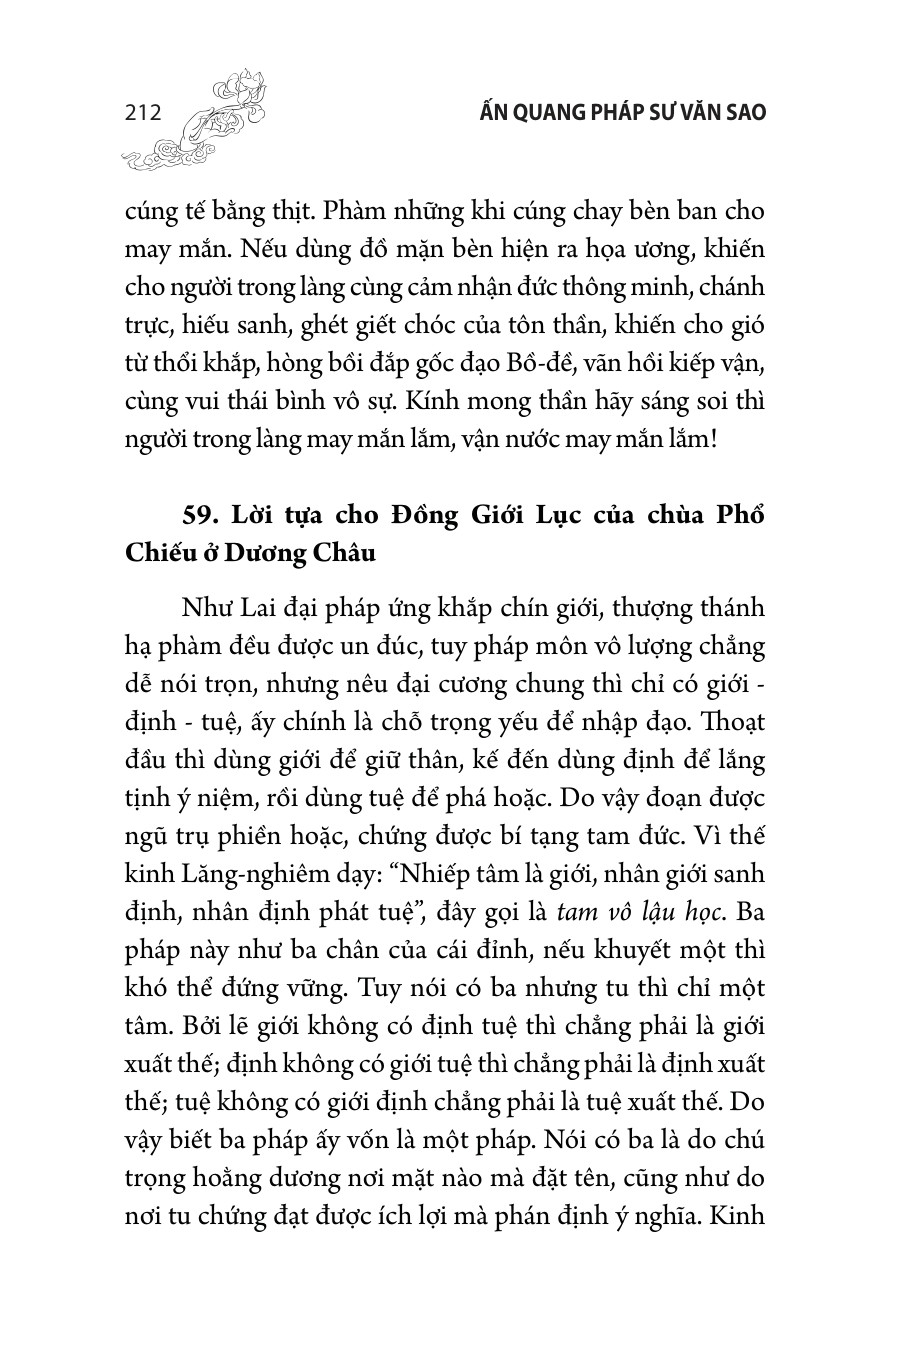 212
ẤN QUANG PHÁP SƯ VĂN SAO
cúng tế bằng thịt. Phàm những khi cúng chay bèn ban cho
may mắn. Nếu dùng đồ mặn bèn hiện ra họa ương, khiến
cho người trong làng cùng cảm nhận đức thông minh, chánh
trực, hiếu sanh, ghét giết chóc của tôn thần, khiến cho gió
từ thổi khắp, hòng bồi đắp gốc đạo Bồ-đề, vãn hồi kiếp vận,
cùng vui thái bình vô sự. Kính mong thần hãy sáng soi thì
người trong làng may mắn lắm, vận nước may mắn lắm!
59. Lời tựa cho Đồng Giới Lục của chùa Phổ
Chiếu ở Dương Châu
Như Lai đại pháp ứng khắp chín giới, thượng thánh
hạ phàm đều được un đúc, tuy pháp môn vô lượng chẳng
dễ nói trọn, nhưng nêu đại cương chung thì chỉ có giới -
định - tuệ, ấy chính là chỗ trọng yếu để nhập đạo. Thoạt
đầu thì dùng giới để giữ thân, kế đến dùng định để lắng
tịnh ý niệm, rồi dùng tuệ để phá hoặc. Do vậy đoạn được
ngũ trụ phiền hoặc, chứng được bí tạng tam đức. Vì thế
kinh Lăng-nghiêm dạy: “Nhiếp tâm là giới, nhân giới sanh
định, nhân định phát tuệ”, đây gọi là tam vô lậu học. Ba
pháp này như ba chân của cái đỉnh, nếu khuyết một thì
khó thể đứng vững. Tuy nói có ba nhưng tu thì chỉ một
tâm. Bởi lẽ giới không có định tuệ thì chẳng phải là giới
xuất thế; định không có giới tuệ thì chẳng phải là định xuất
thế; tuệ không có giới định chẳng phải là tuệ xuất thế. Do
vậy biết ba pháp ấy vốn là một pháp. Nói có ba là do chú
trọng hoằng dương nơi mặt nào mà đặt tên, cũng như do
nơi tu chứng đạt được ích lợi mà phán định ý nghĩa. Kinh